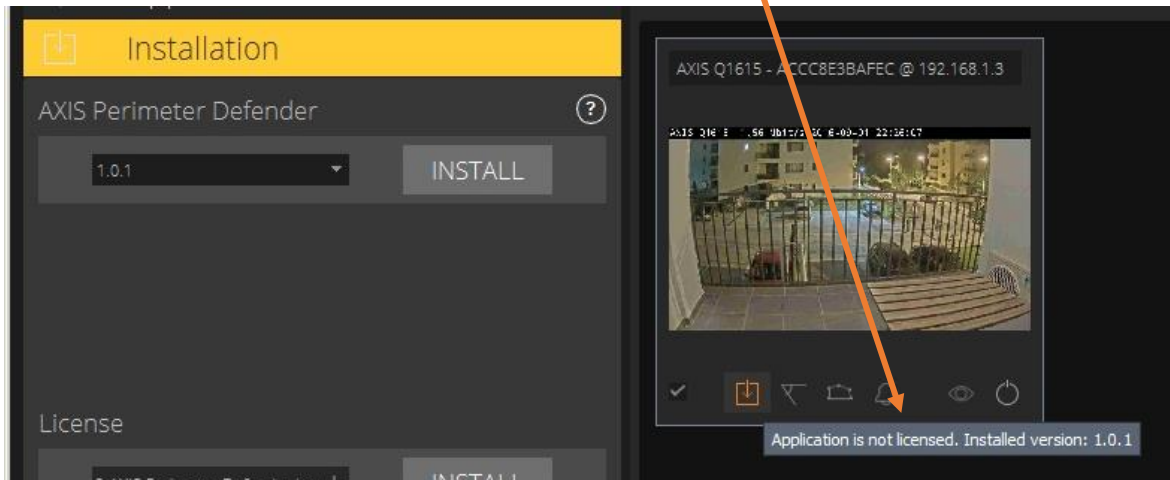 Installation
AXIS Perimeter Defender
?
1.0.1
INSTALL
License
INSTALL
AXIS Q1615 - ACCC8E3BAFEC @ 192.168.1.3
Application is not licensed. Installed version: 1.0.1